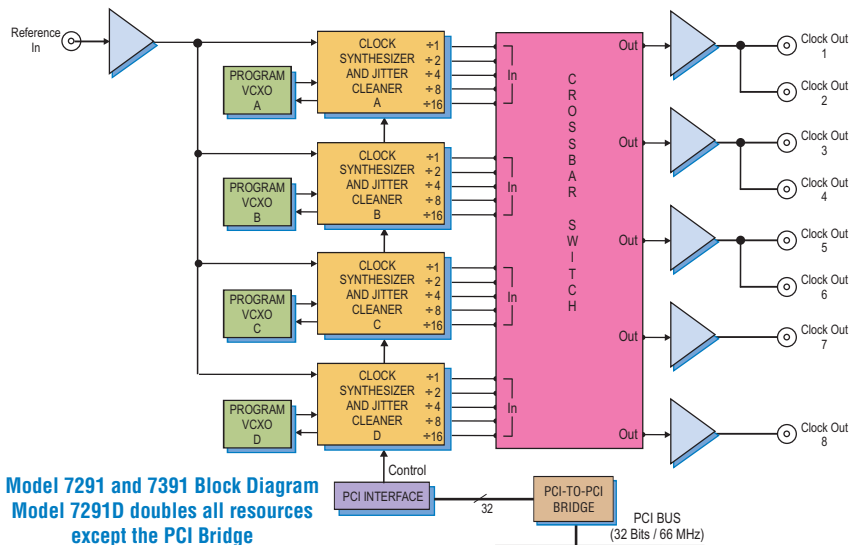 Reference
In
PROGRAM
VCXO
A
CLOCK
SYNTHESIZER
AND JITTER
CLEANER
A
÷1
÷2
÷4
÷8
÷16
In
PROGRAM
VCXO
B
CLOCK
SYNTHESIZER
AND JITTER
CLEANER
B
÷1
÷2
÷4
÷8
÷16
In
PROGRAM
VCXO
C
CLOCK
SYNTHESIZER
AND JITTER
CLEANER
C
÷1
÷2
÷4
÷8
÷16
In
PROGRAM
VCXO
D
CLOCK
SYNTHESIZER
AND JITTER
CLEANER
D
÷1
÷2
÷4
÷8
÷16
In
CROSSBAR SWITCH
Out
Out
Out
Out
Out
Clock Out
1
Clock Out
2
Clock Out
3
Clock Out
4
Clock Out
5
Clock Out
6
Clock Out
7
Clock Out
8
Control
PCI INTERFACE
32
PCI-TO-PCI
BRIDGE
PCI BUS
(32 Bits / 66 MHz)
Model 7291 and 7391 Block Diagram
Model 7291D doubles all resources
except the PCI Bridge